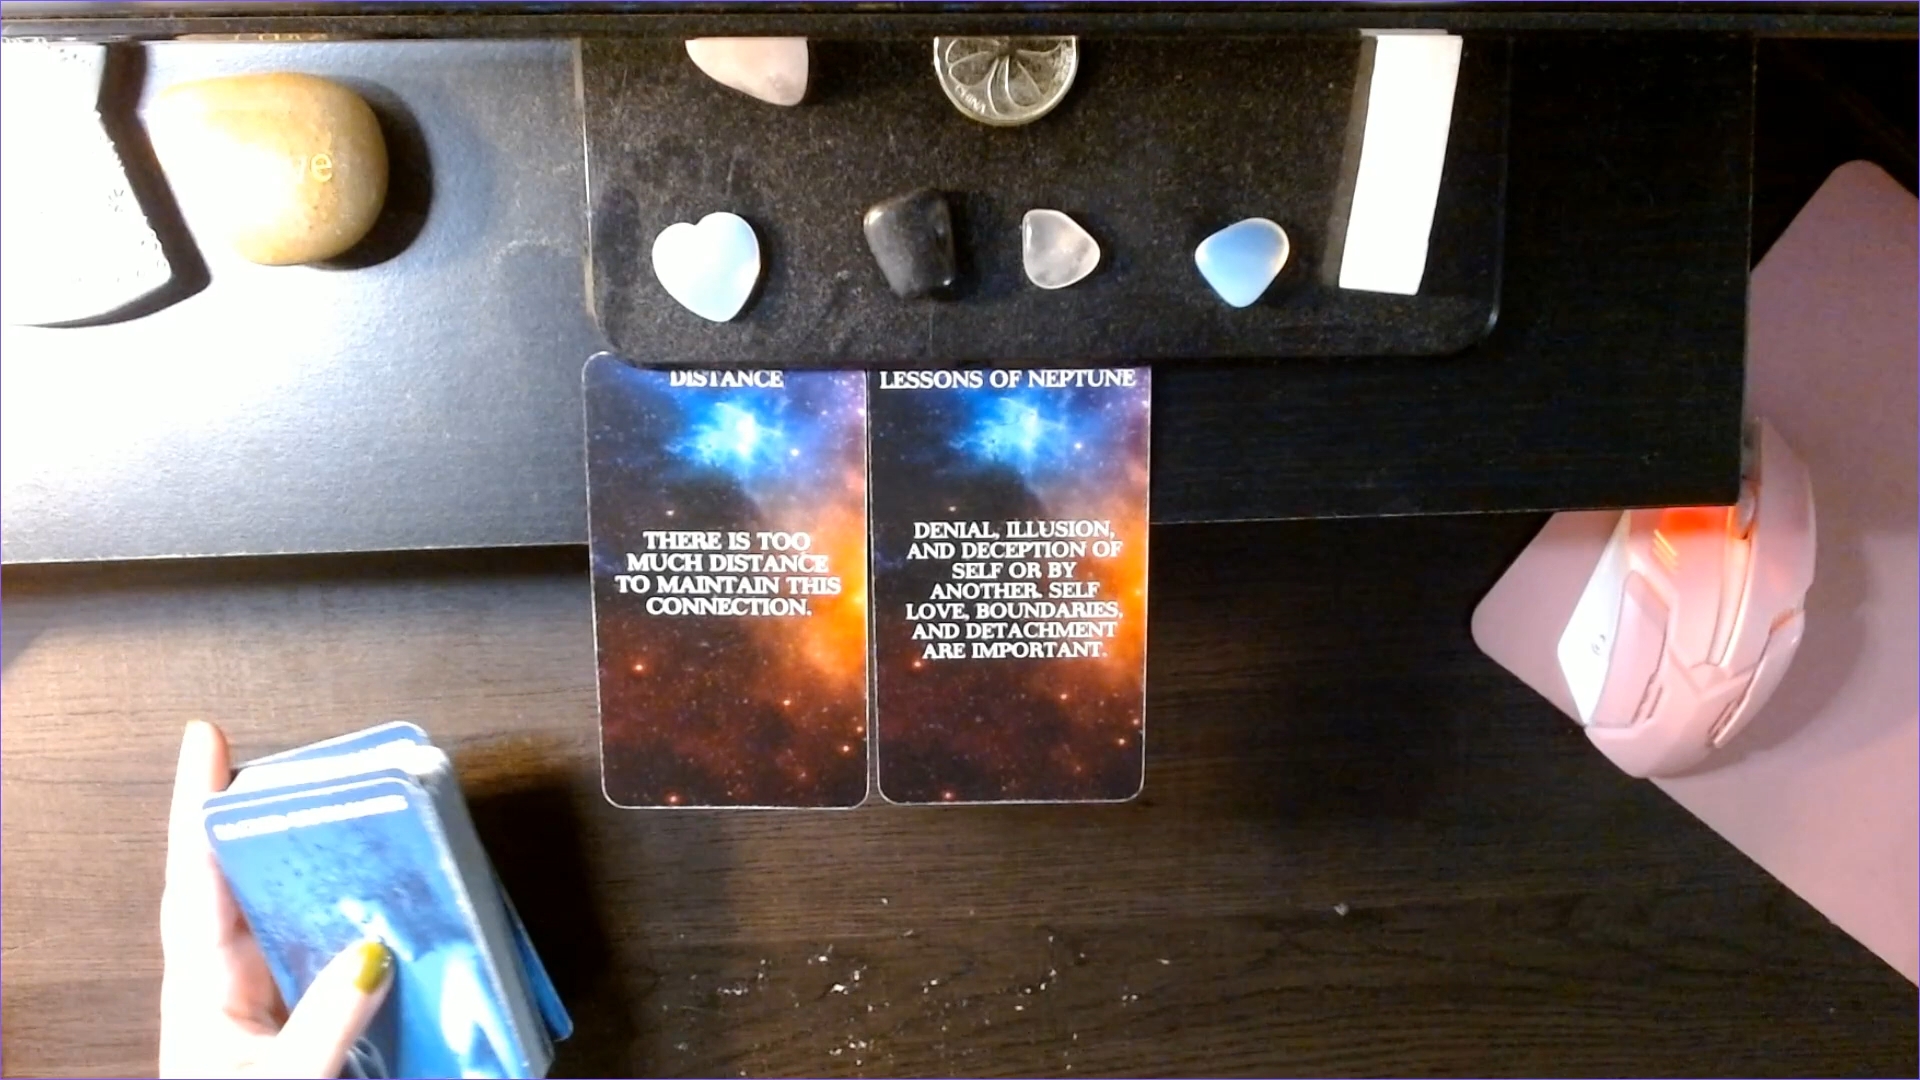 DISTANCE
THERE IS TOO
MUCH DISTANCE
TO MAINTAIN THIS
CONNECTION.
LESSONS OF NEPTUNE
DENIAL, ILLUSION,
AND DECEPTION OF
SELF OR BY
ANOTHER. SELF
LOVE, BOUNDARIES,
AND DETACHMENT
ARE IMPORTANT.
CHINA